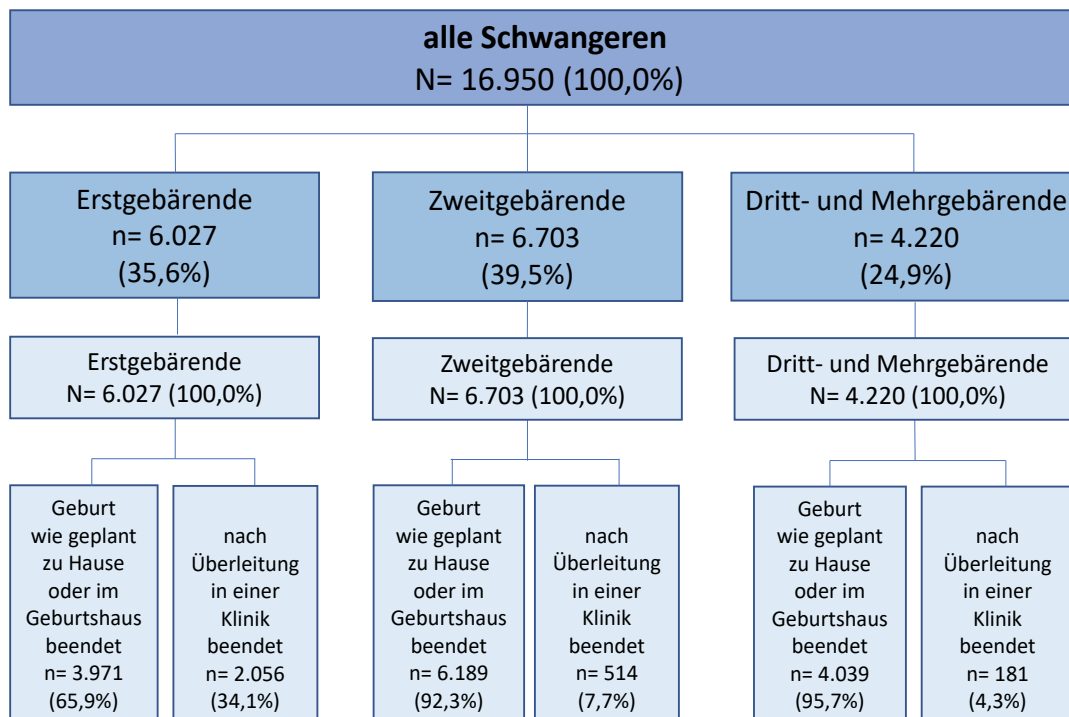 alle Schwangeren
N= 16.950 (100,0%)
Erstgebärende
n= 6.027
(35,6%)
Zweitgebärende
n= 6.703
(39,5%)
Dritt- und Mehrgebärende
n= 4.220
(24,9%)
Erstgebärende
N= 6.027 (100,0%)
Zweitgebärende
N= 6.703 (100,0%)
Dritt- und Mehrgebärende
N= 4.220 (100,0%)
Geburt
wie geplant
zu Hause
oder im
Geburtshaus
beendet
n= 3.971
(65,9%)
nach
Überleitung
in einer
Klinik
beendet
n= 2.056
(34,1%)
Geburt
wie geplant
zu Hause
oder im
Geburtshaus
beendet
n= 6.189
(92,3%)
nach
Überleitung
in einer
Klinik
beendet
n= 514
(7,7%)
Geburt
wie geplant
zu Hause
oder im
Geburtshaus
beendet
n= 4.039
(95,7%)
nach
Überleitung
in einer
Klinik
beendet
n= 181
(4,3%)